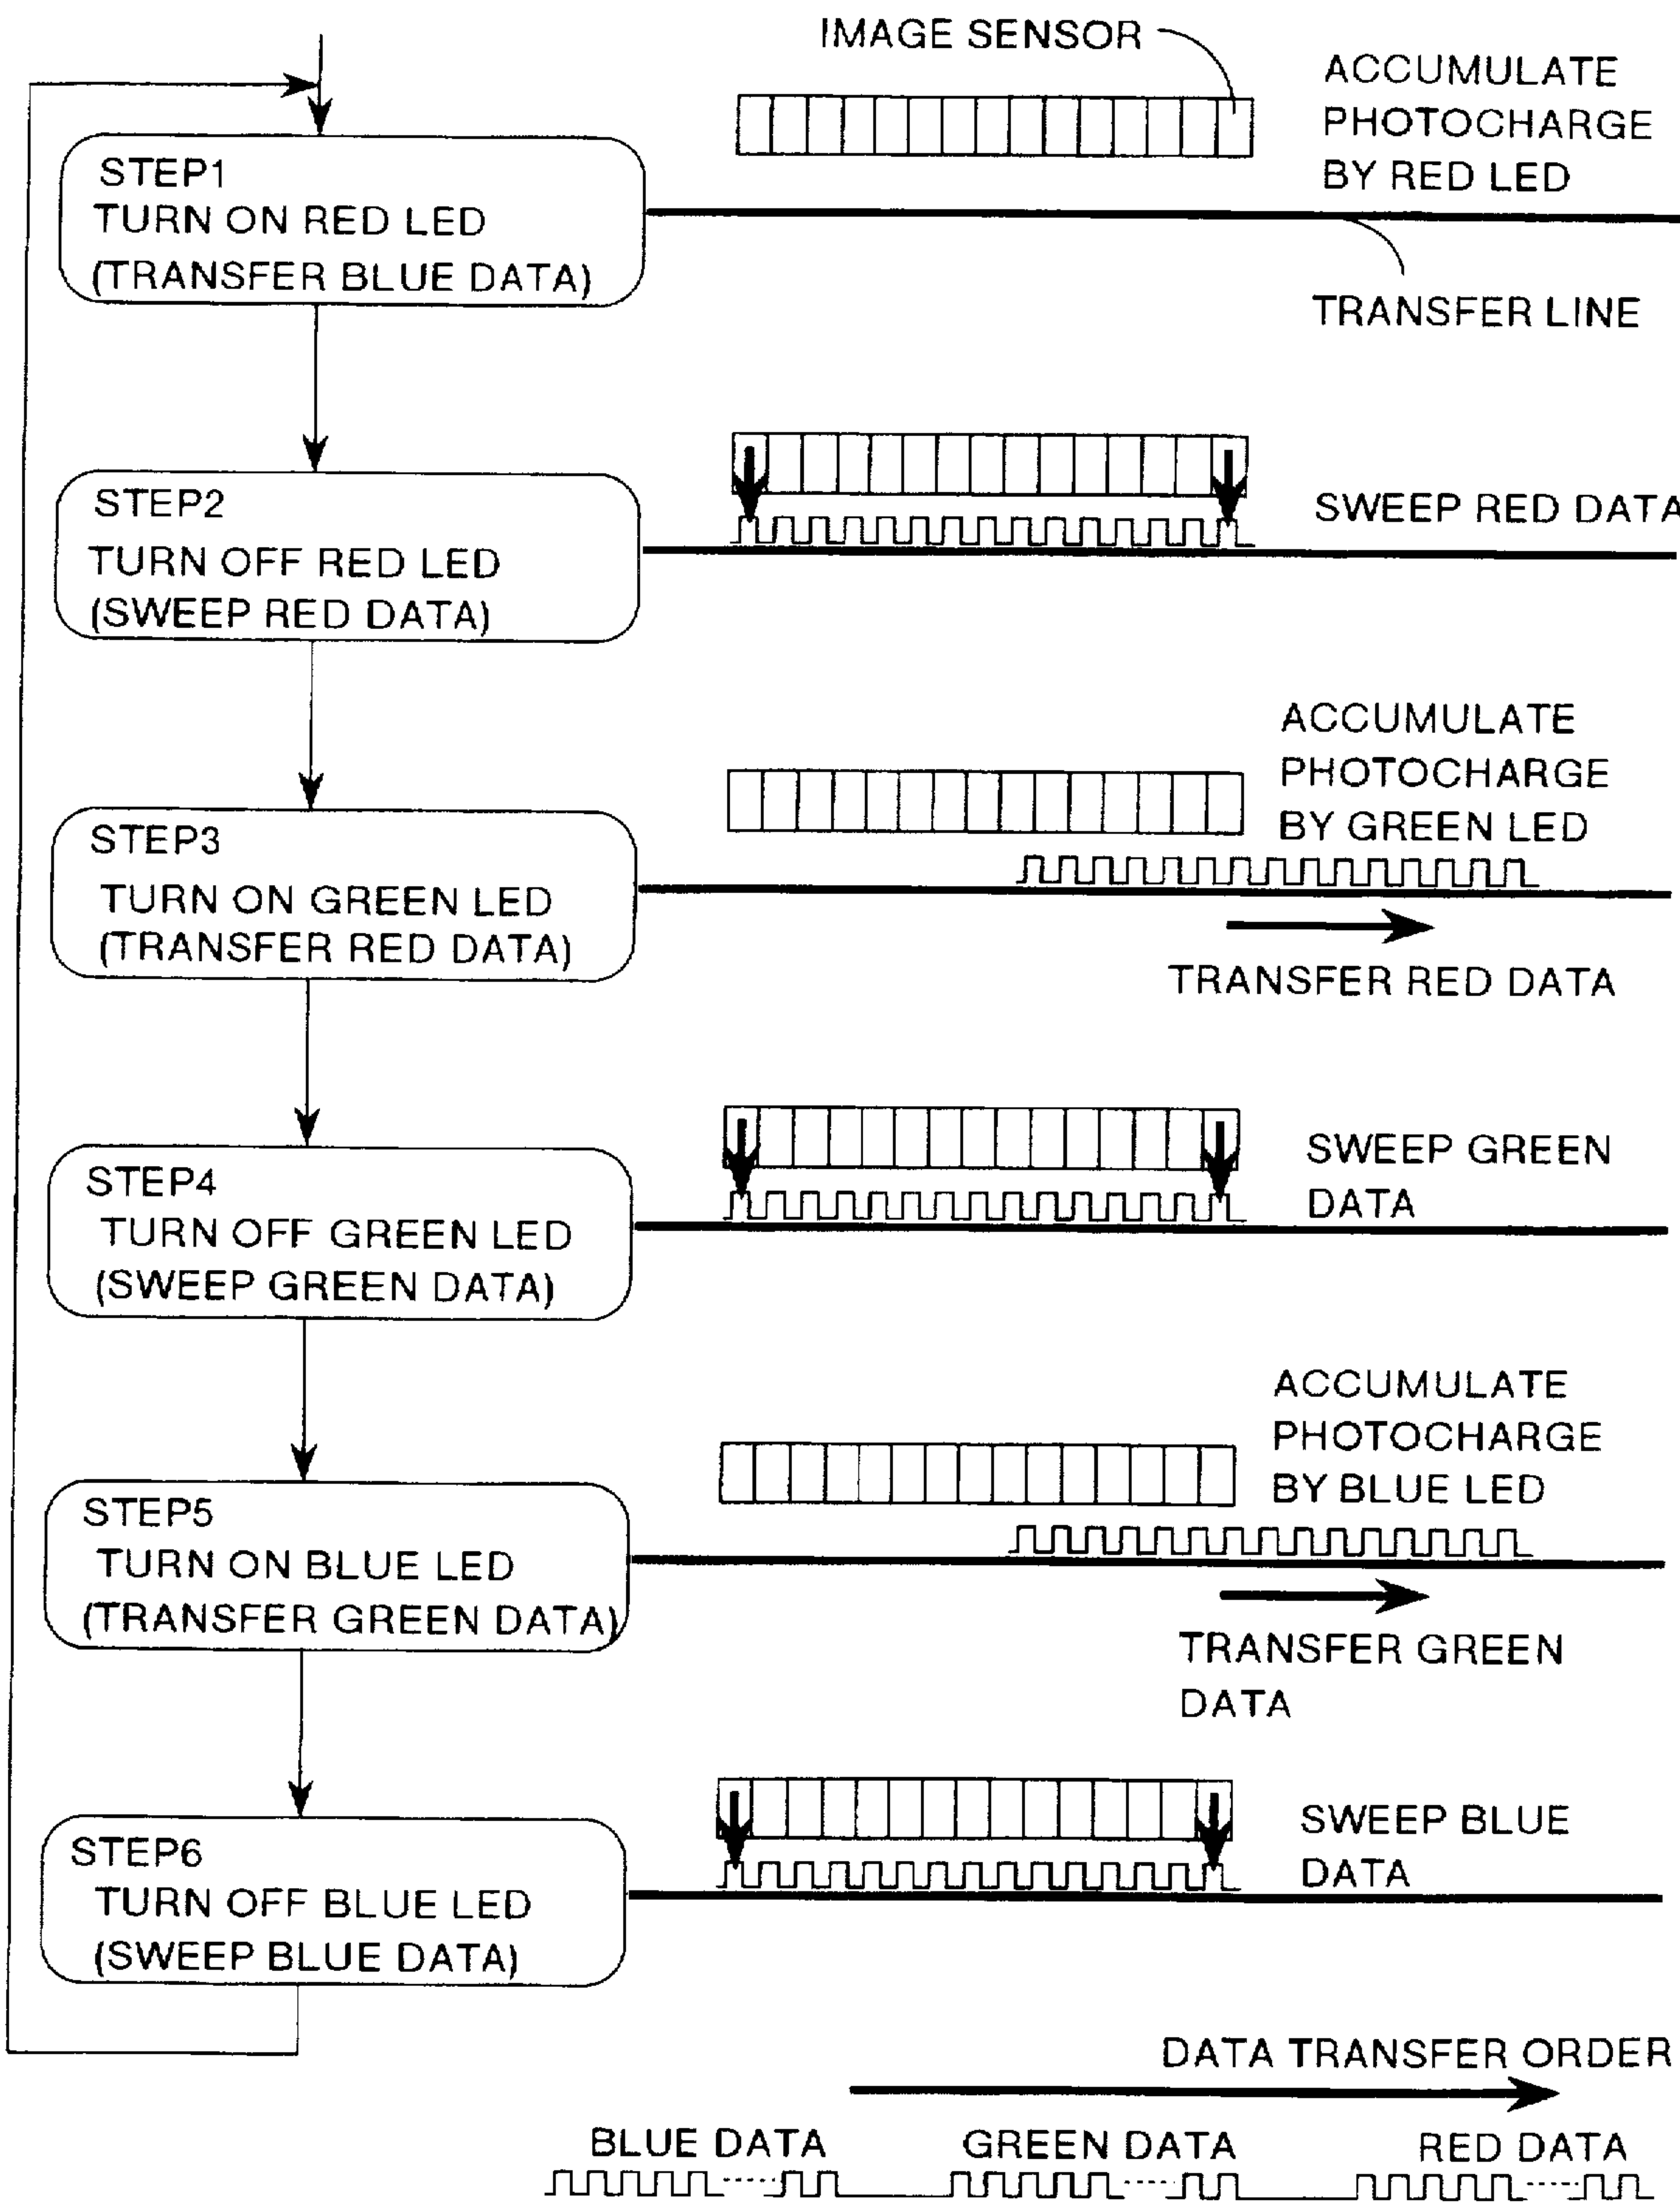 IMAGE SENSOR
ACCUMULATE
PHOTOCHARGE
BY RED LED
STEP1
TURN ON RED LED
(TRANSFER BLUE DATA)
TRANSFER LINE
STEP2
TURN OFF RED LED
(SWEEP RED DATA)
SWEEP RED DATA
ACCUMULATE
PHOTOCHARGE
BY GREEN LED
STEP3
TURN ON GREEN LED
(TRANSFER RED DATA)
TRANSFER RED DATA
STEP4
TURN OFF GREEN LED
(SWEEP GREEN DATA)
SWEEP GREEN
DATA
ACCUMULATE
PHOTOCHARGE
BY BLUE LED
STEP5
TURN ON BLUE LED
(TRANSFER GREEN DATA)
TRANSFER GREEN
DATA
STEP6
TURN OFF BLUE LED
(SWEEP BLUE DATA)
SWEEP BLUE
DATA
DATA TRANSFER ORDER
BLUE DATA
GREEN DATA
RED DATA